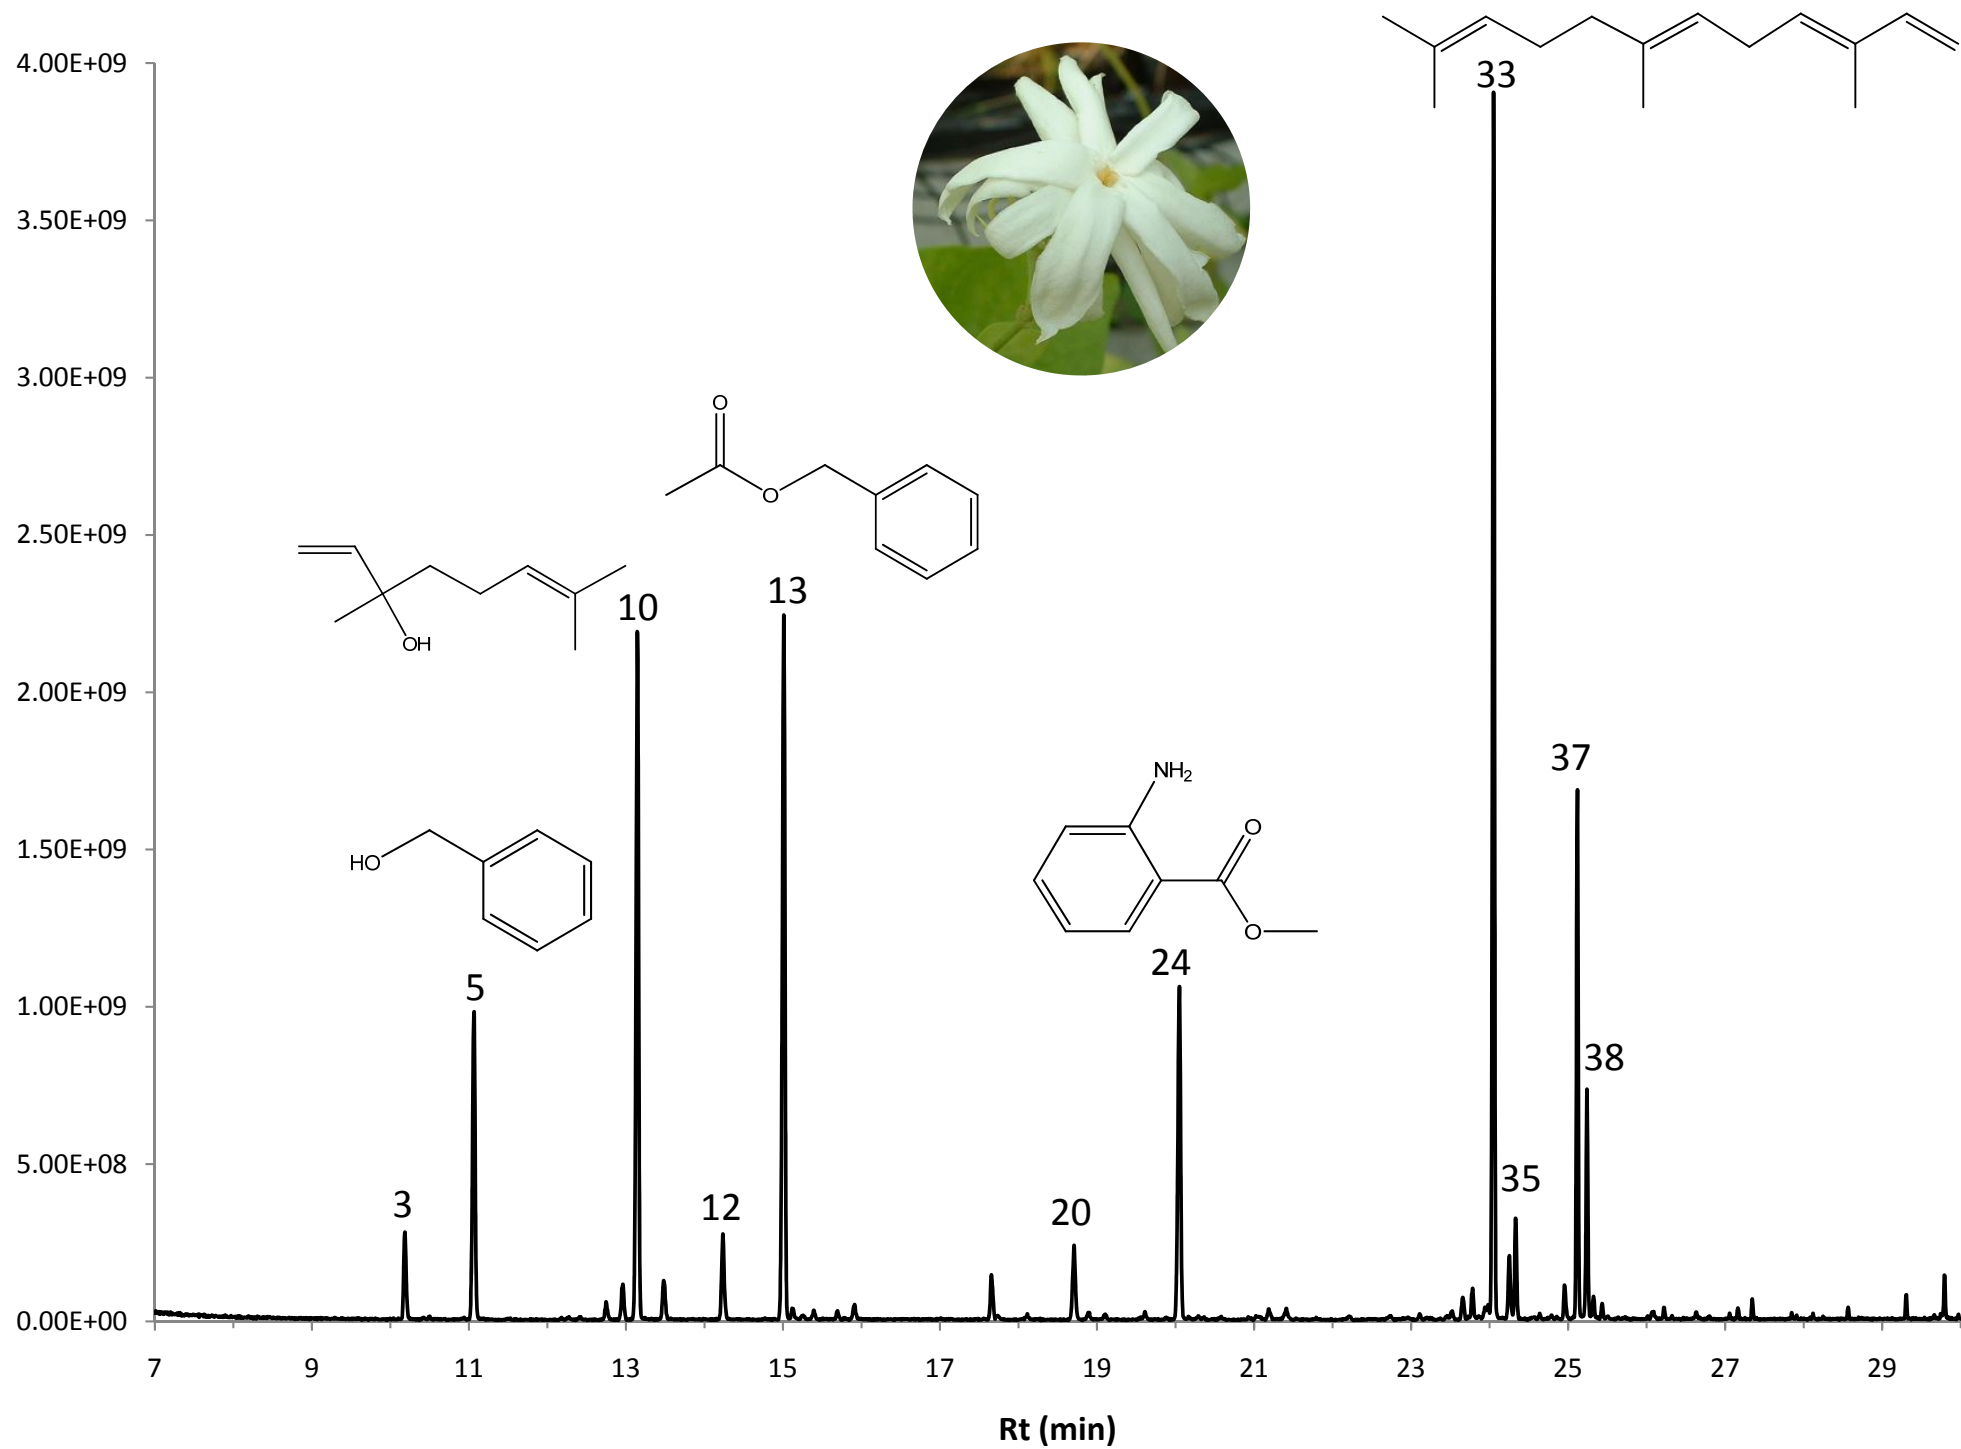 4.00E+09
33
3.50E+09
3.00E+09
O
O
2.50E+09
10
13
OH
2.00E+09
37
NH₂
1.50E+09
HO
O
O
24
5
1.00E+09
38
5.00E+08
3
12
20
35
0.00E+00
7 9 11 13 15 17 19 21 23 25 27 29
Rt (min)